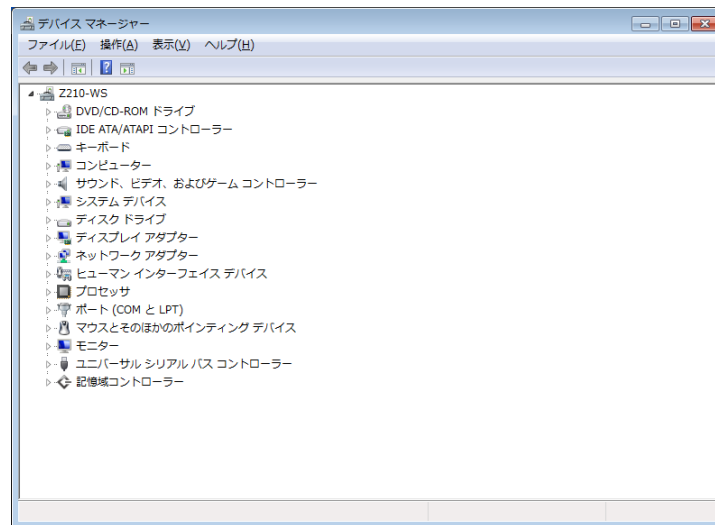 デバイス マネージャー
ファイル(F) 操作(A) 表示(V) ヘルプ(H)
Z210-WS
DVD/CD-ROM ドライブ
IDE ATA/ATAPI コントローラー
キーボード
コンピューター
サウンド、ビデオ、およびゲーム コントローラー
システム デバイス
ディスク ドライブ
ディスプレイ アダプター
ネットワーク アダプター
ヒューマン インターフェイス デバイス
プロセッサ
ポート (COM と LPT)
マウスとそのほかのポインティング デバイス
モニター
ユニバーサル シリアル バス コントローラー
記憶域コントローラー